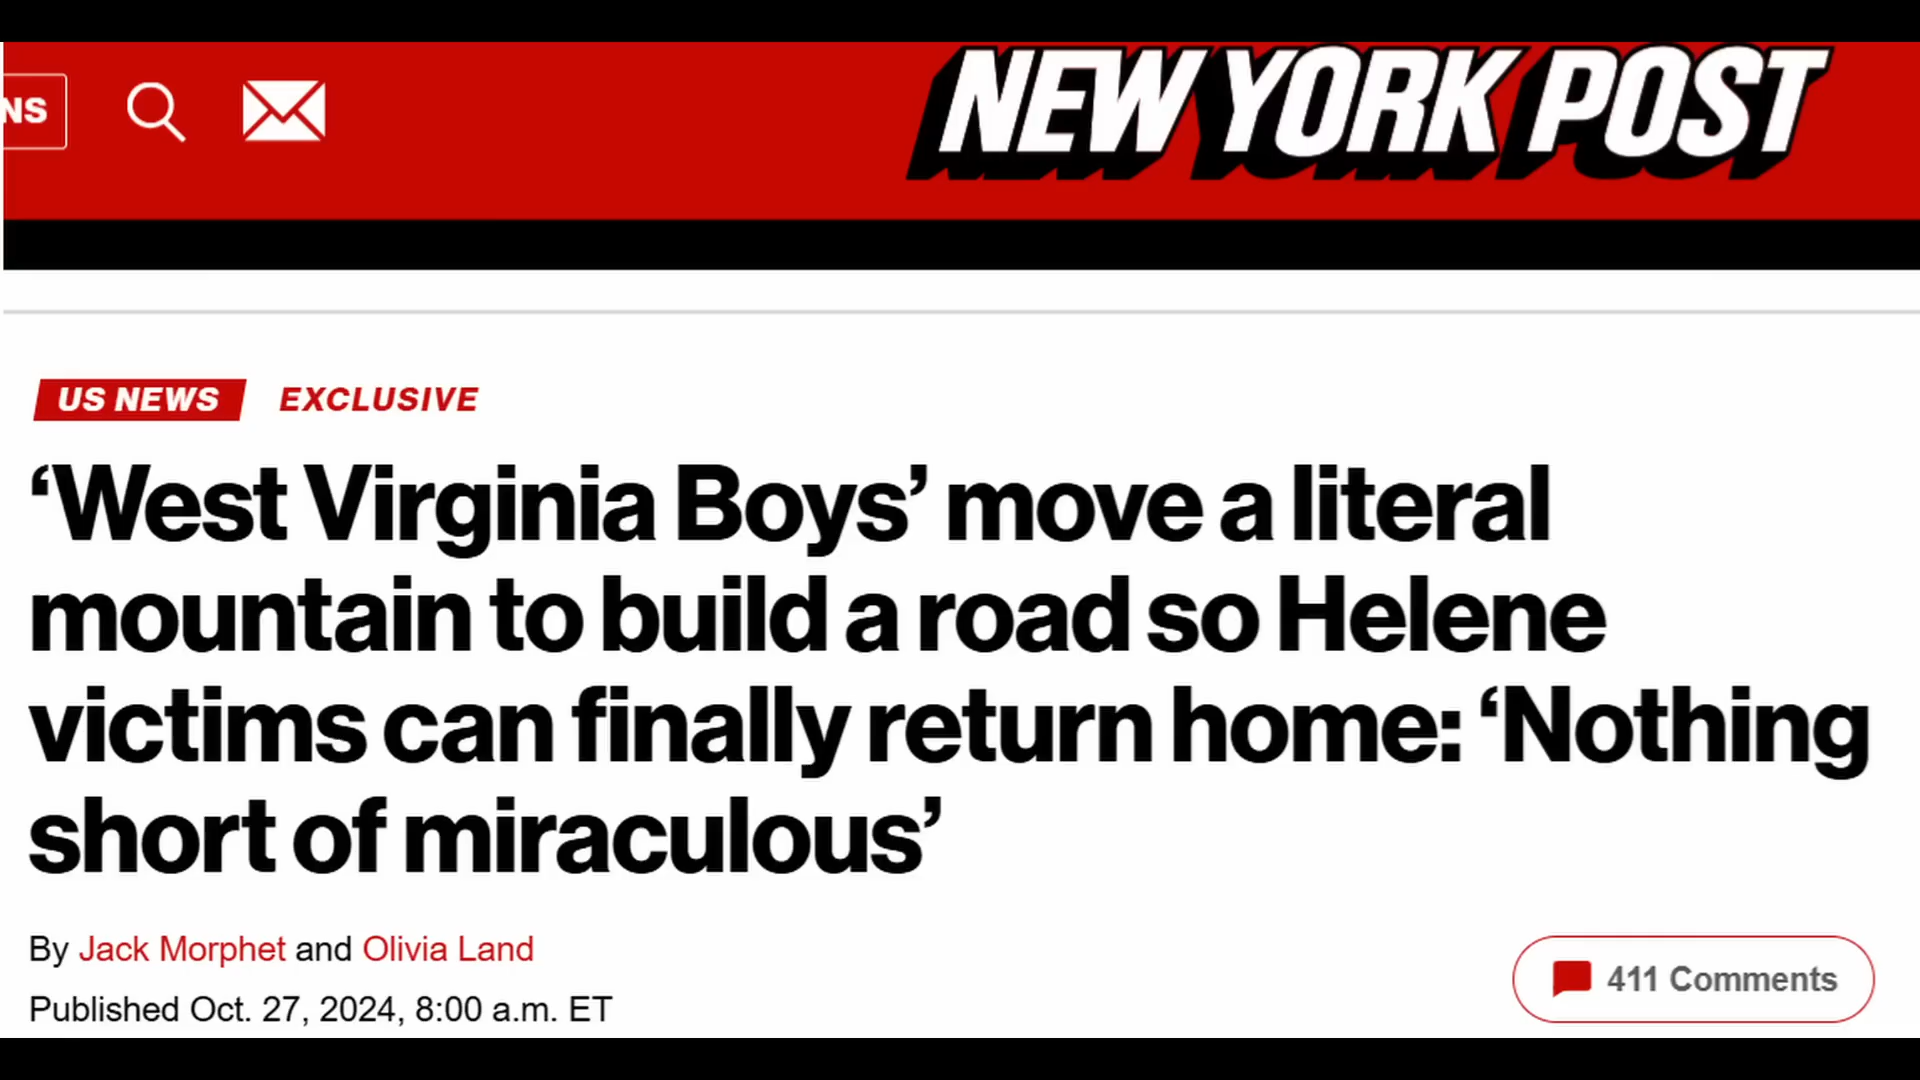 NS
NEW YORK POST
US NEWS EXCLUSIVE
‘West Virginia Boys’ move a literal
mountain to build a road so Helene
victims can finally return home: ‘Nothing
short of miraculous’
By Jack Morphet and Olivia Land
Published Oct. 27, 2024, 8:00 a.m. ET
411 Comments